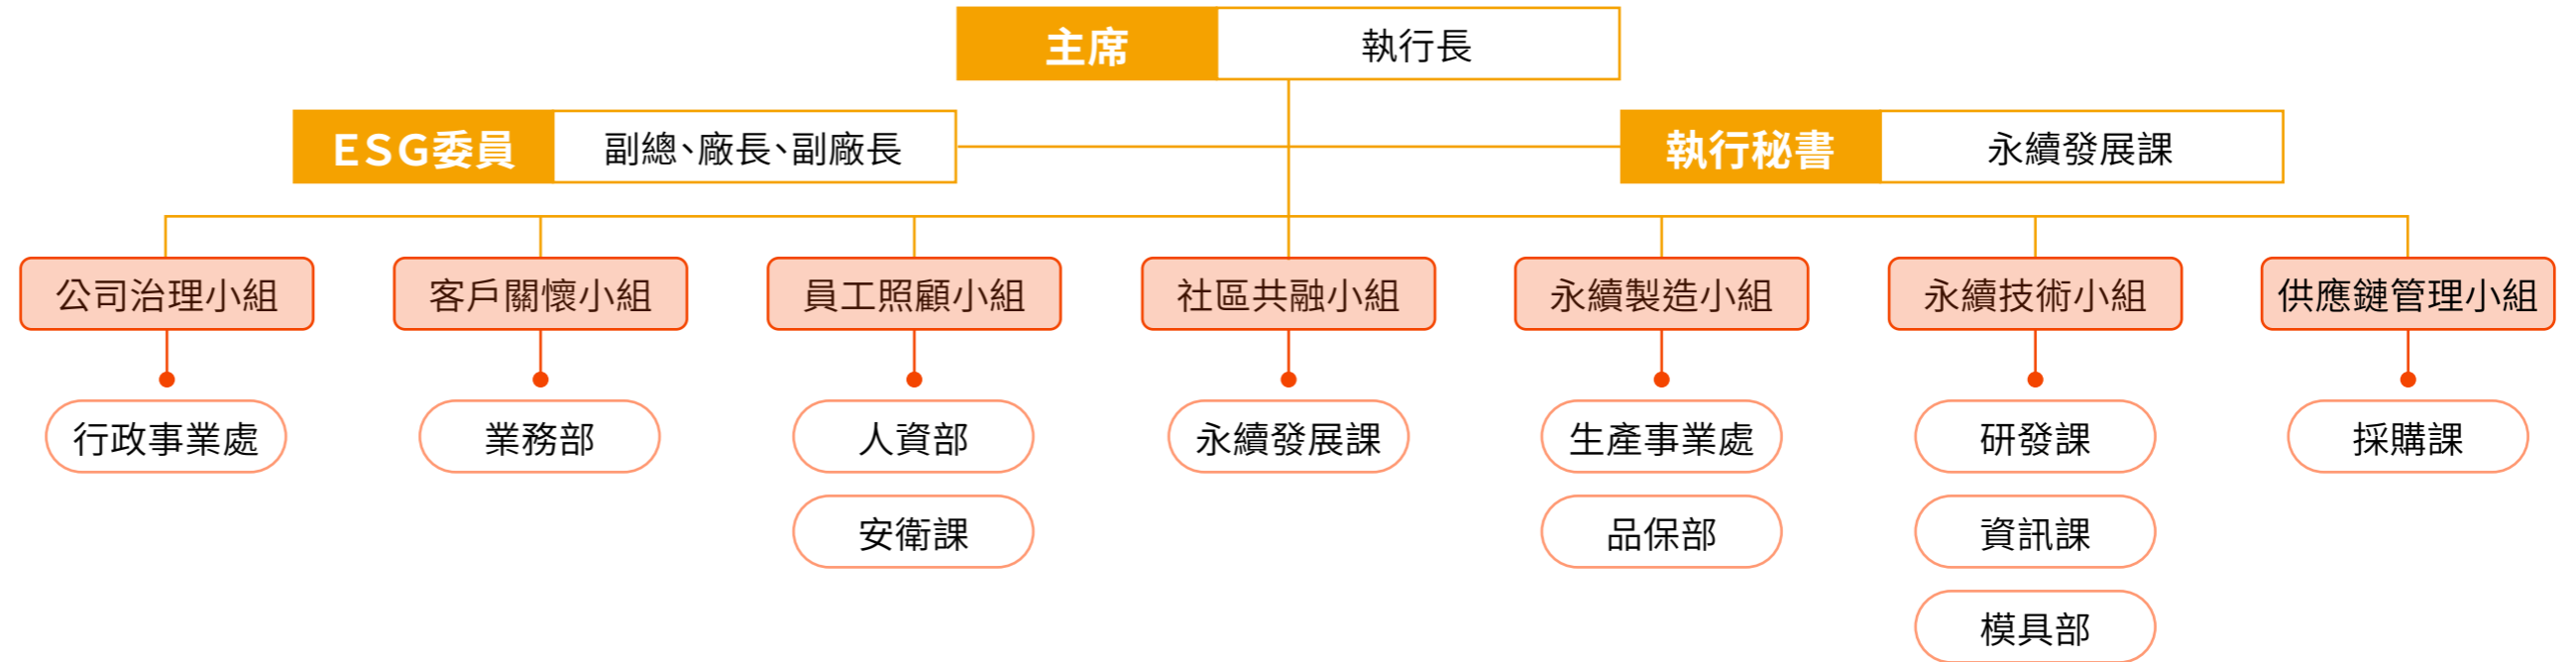 主席 執行長
ESG委員 副總、廠長、副廠長 執行秘書 永續發展課
公司治理小組 客戶關懷小組 員工照顧小組 社區共融小組 永續製造小組 永續技術小組 供應鏈管理小組
行政事業處 業務部 人資部 永續發展課 生產事業處 研發課 採購課
安衛課 品保部 資訊課
模具部